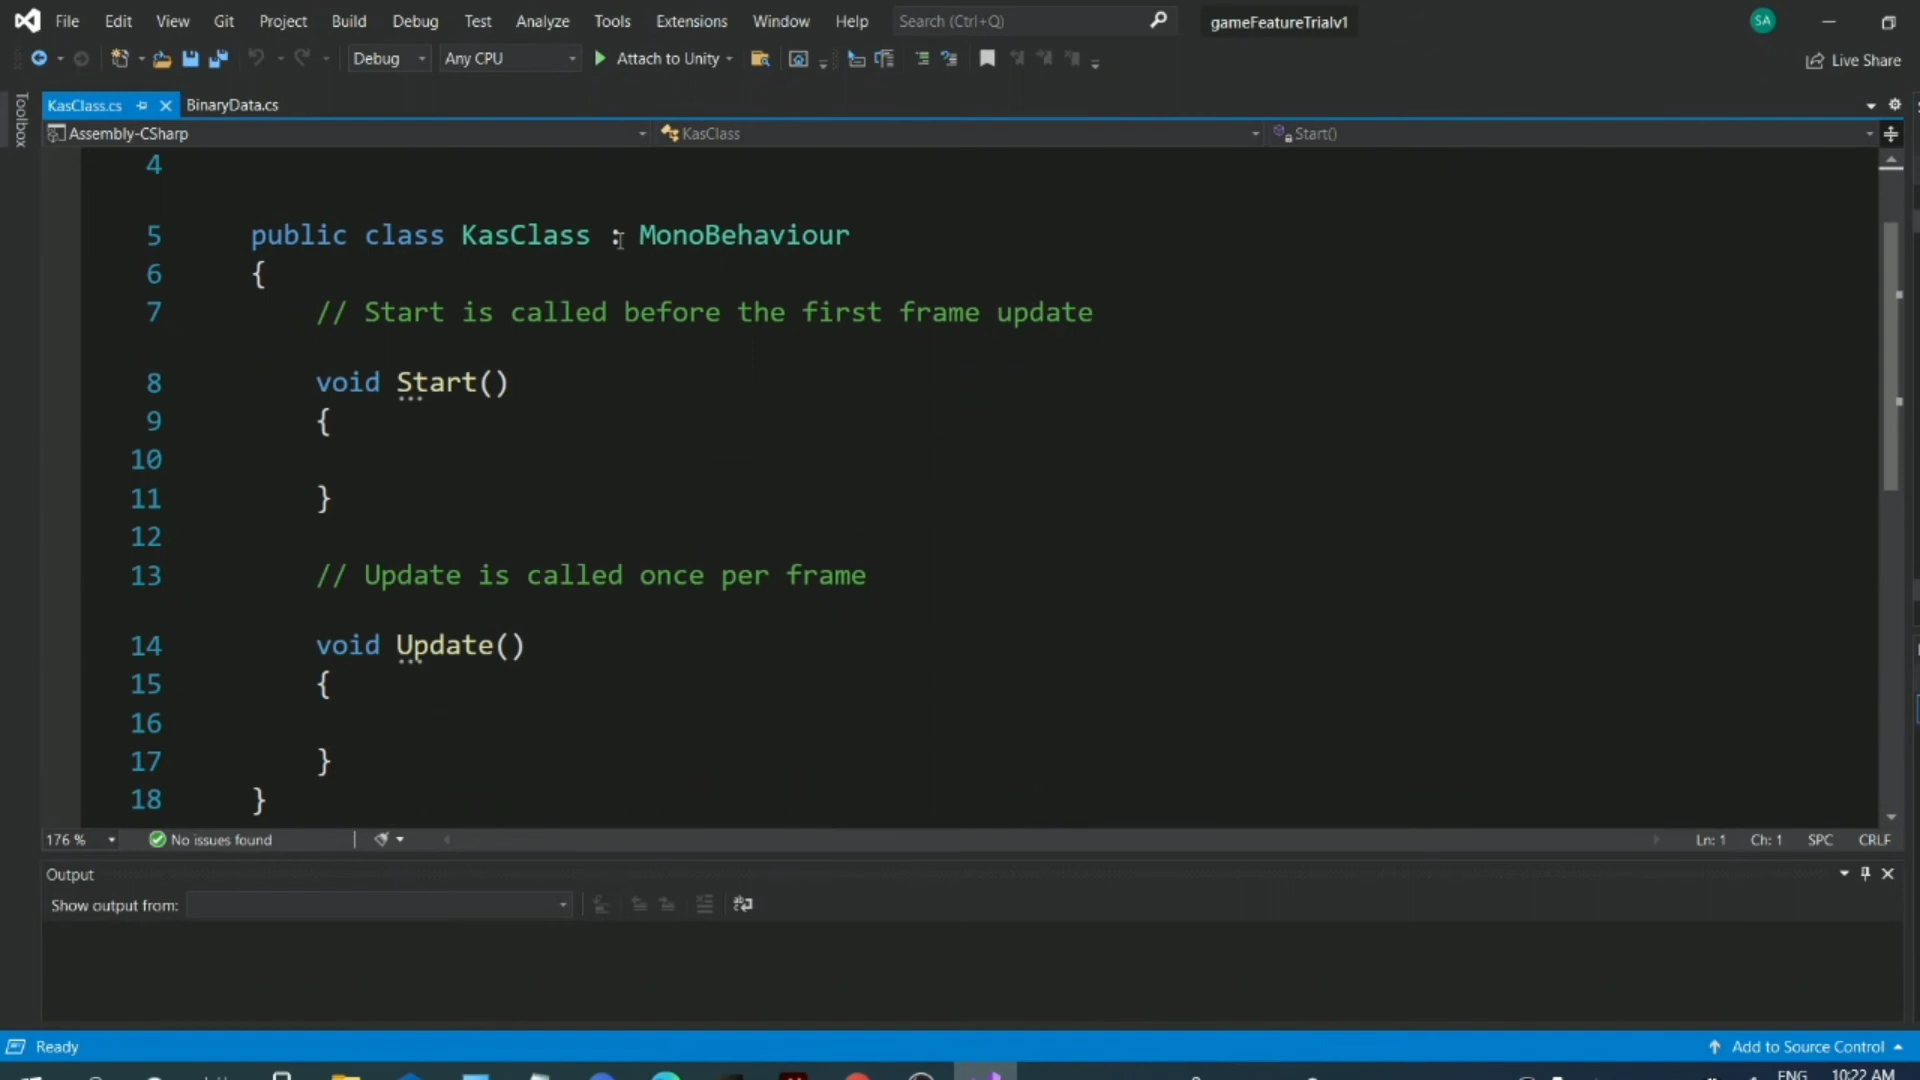 File Edit View Git Project Build Debug Test Analyze Tools Extensions Window Help Search (Ctrl+Q) gameFeatureTrialv1 SA
Debug Any CPU Attach to Unity Live Share
Toolbox
KasClass.cs BinaryData.cs
Assembly-CSharp KasClass Start()
4
5 public class KasClass : MonoBehaviour
6 {
7 // Start is called before the first frame update
8 void Start()
9 {
10
11 }
12
13 // Update is called once per frame
14 void Update()
15 {
16
17 }
18 }
176 % No issues found Ln: 1 Ch: 1 SPC CRLF
Output
Show output from:
Ready Add to Source Control
ENG 10:22 AM